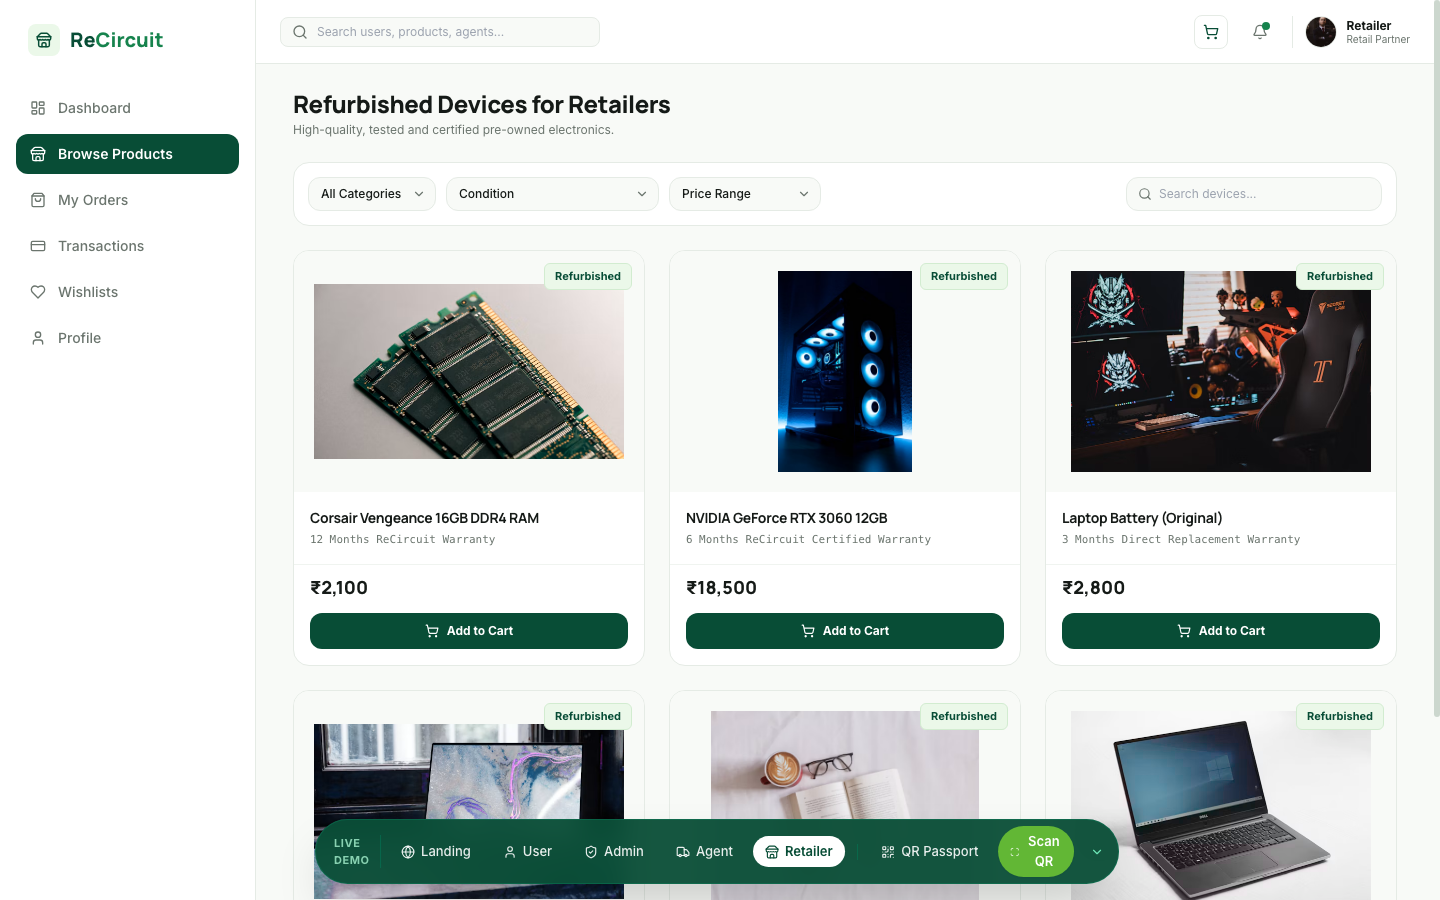 ReCircuit
Search users, products, agents...
Retailer
Retail Partner
Dashboard
Browse Products
My Orders
Transactions
Wishlists
Profile
Refurbished Devices for Retailers
High-quality, tested and certified pre-owned electronics.
All Categories
Condition
Price Range
Search devices...
Refurbished
Refurbished
Refurbished
Corsair Vengeance 16GB DDR4 RAM
12 Months ReCircuit Warranty
₹2,100
Add to Cart
NVIDIA GeForce RTX 3060 12GB
6 Months ReCircuit Certified Warranty
₹18,500
Add to Cart
Laptop Battery (Original)
3 Months Direct Replacement Warranty
₹2,800
Add to Cart
Refurbished
Refurbished
Refurbished
LIVE DEMO
Landing
User
Admin
Agent
Retailer
QR Passport
Scan QR